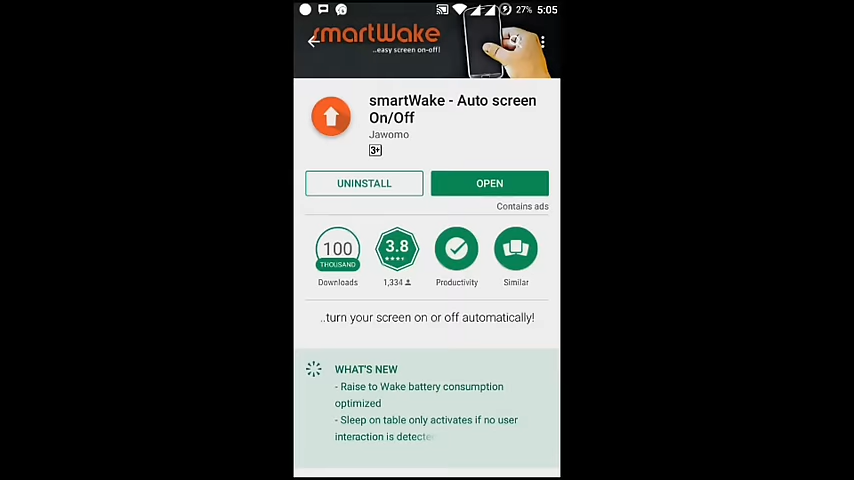 27% 5:05
smartWake
..easy screen on-off!
smartWake - Auto screen
On/Off
Jawomo
3+
UNINSTALL
OPEN
Contains ads
100
THOUSAND
Downloads
3.8
1,334
Productivity
Similar
..turn your screen on or off automatically!
WHAT'S NEW
- Raise to Wake battery consumption
optimized
- Sleep on table only activates if no user
interaction is detected